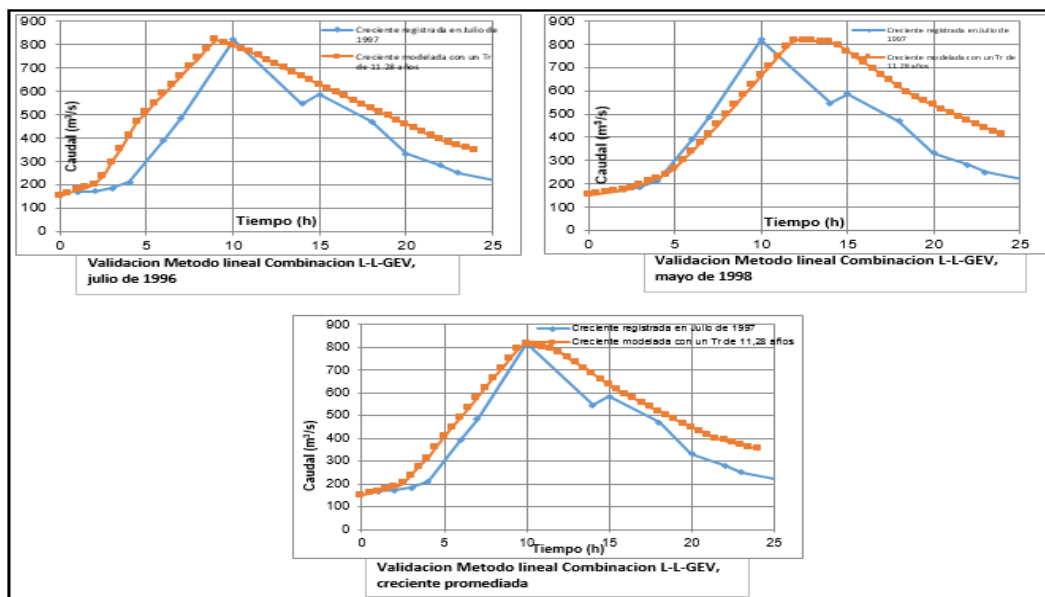 900
800
700
600
500
400
300
200
100
0
Caudal (m³/s)
Creciente registrada en Julio de
1997
Creciente modelada con un Tr
de 11.28 años
Tiempo (h)
0 5 10 15 20 25
Validacion Metodo lineal Combinacion L-L-GEV,
julio de 1996
900
800
700
600
500
400
300
200
100
0
Caudal (m³/s)
Creciente registrada en Julio de
1997
Creciente modelada con un Tr
de 11.28 años
Tiempo (h)
0 5 10 15 20 25
Validacion Metodo lineal Combinacion L-L-GEV,
mayo de 1998
900
800
700
600
500
400
300
200
100
0
Caudal (m³/s)
Creciente registrada en Julio de 1997
Creciente modelada con un Tr de 11,28 años
0 5 10 15 20 25
Tiempo (h)
Validacion Metodo lineal Combinacion L-L-GEV,
creciente promediada